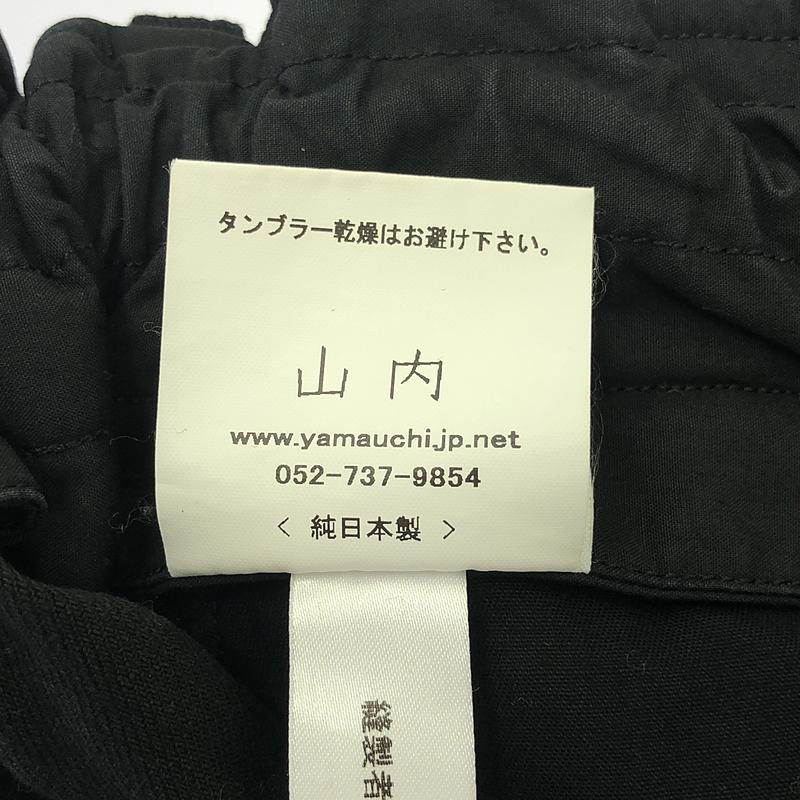 タンブラー乾燥はお避け下さい。
山内
www.yamauchi.jp.net
052-737-9854
< 純日本製 >
縫製者